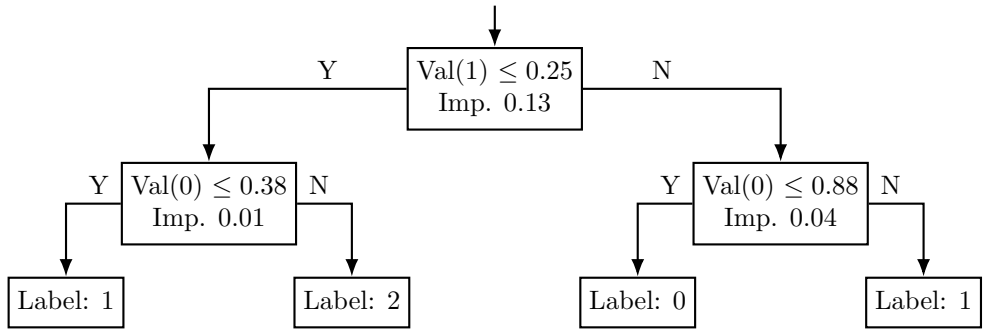 Y
Val(1) ≤ 0.25
Imp. 0.13
N
Y
Val(0) ≤ 0.38
Imp. 0.01
N
Y
Val(0) ≤ 0.88
Imp. 0.04
N
Label: 1
Label: 2
Label: 0
Label: 1